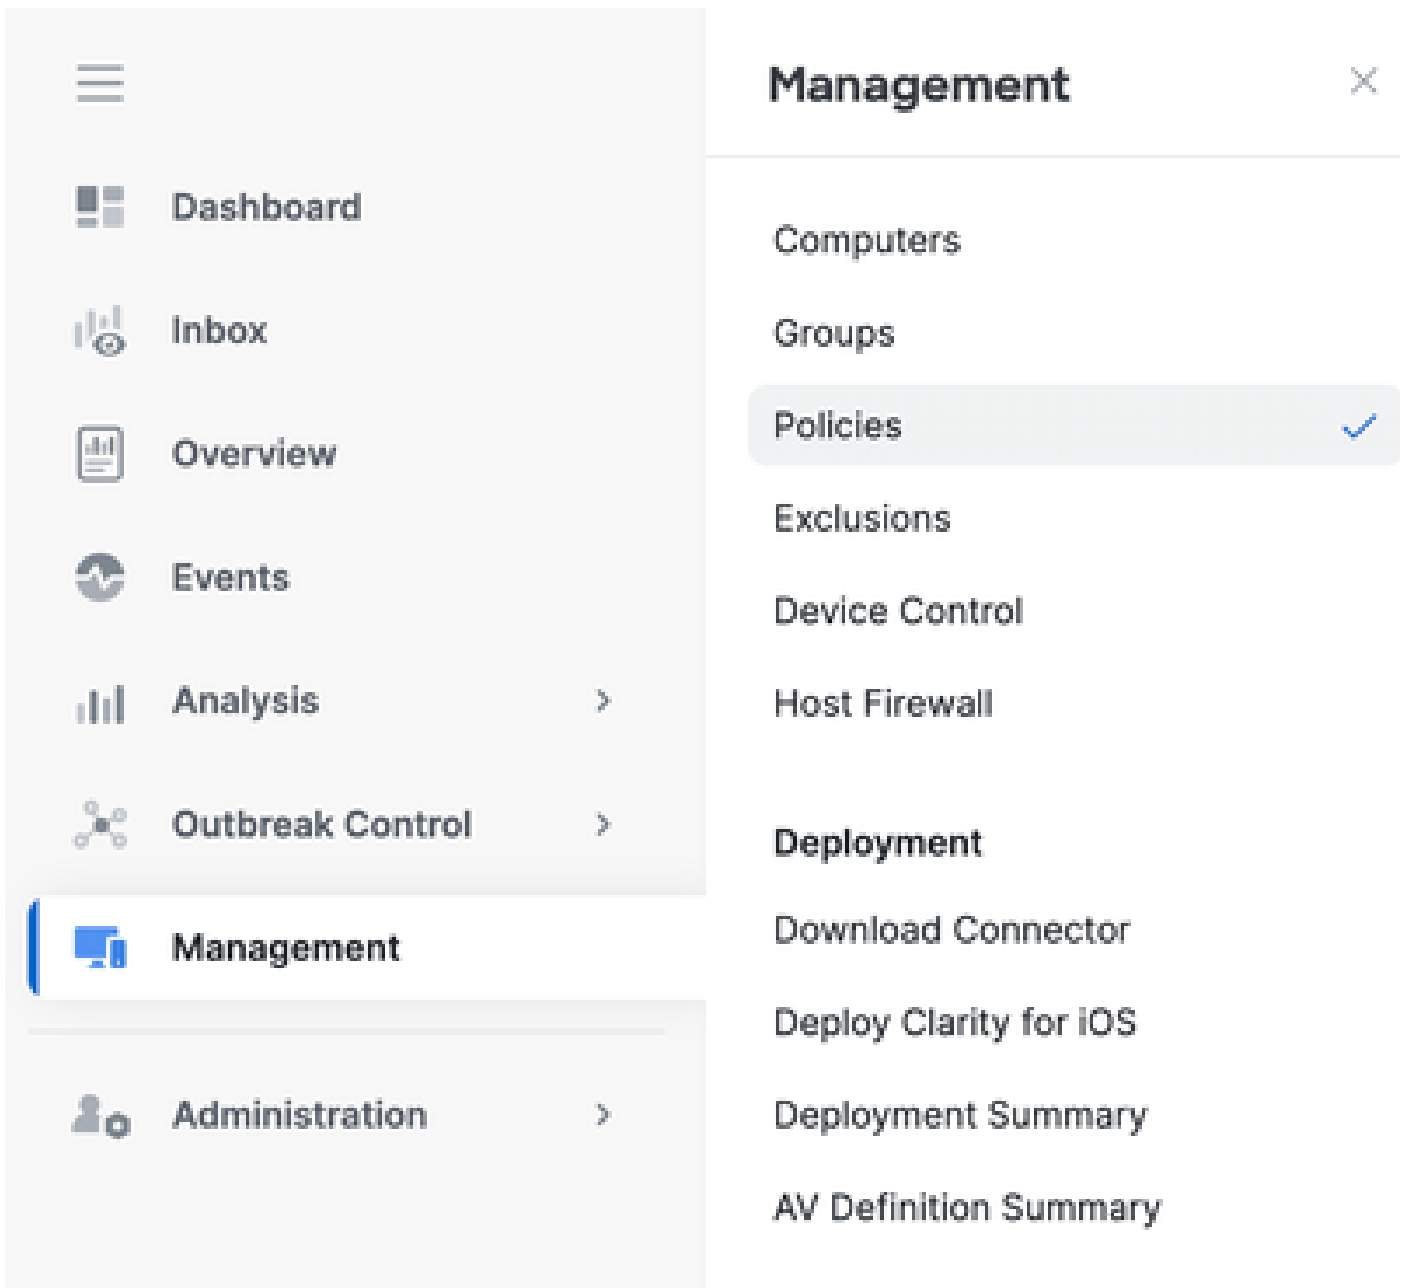 Dashboard
Inbox
Overview
Events
Analysis
Outbreak Control
Management
Administration
Management
Computers
Groups
Policies
Exclusions
Device Control
Host Firewall
Deployment
Download Connector
Deploy Clarity for iOS
Deployment Summary
AV Definition Summary